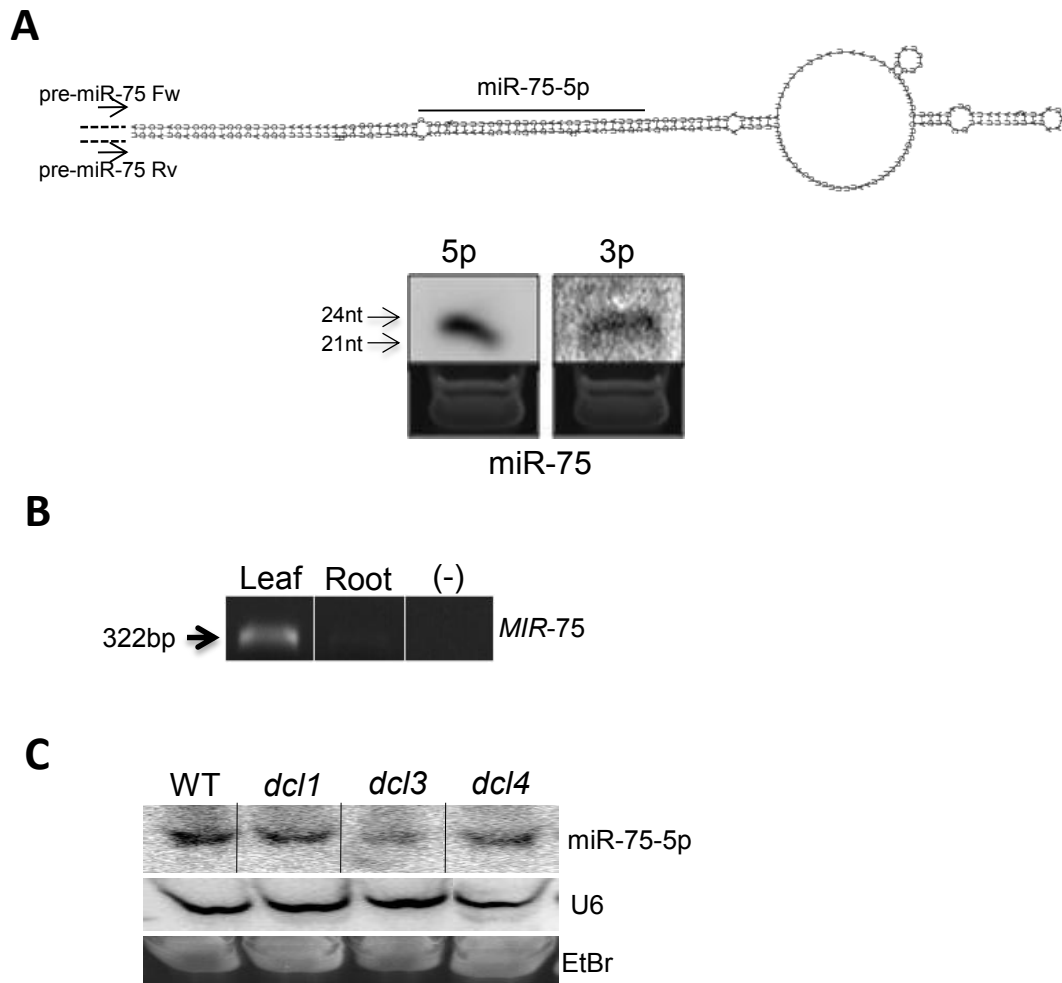 A
pre-miR-75 Fw
miR-75-5p
pre-miR-75 Rv
5p 3p
24nt
21nt
miR-75
B
Leaf Root (-)
322bp MIR-75
C
WT dcl1 dcl3 dcl4
miR-75-5p
U6
EtBr